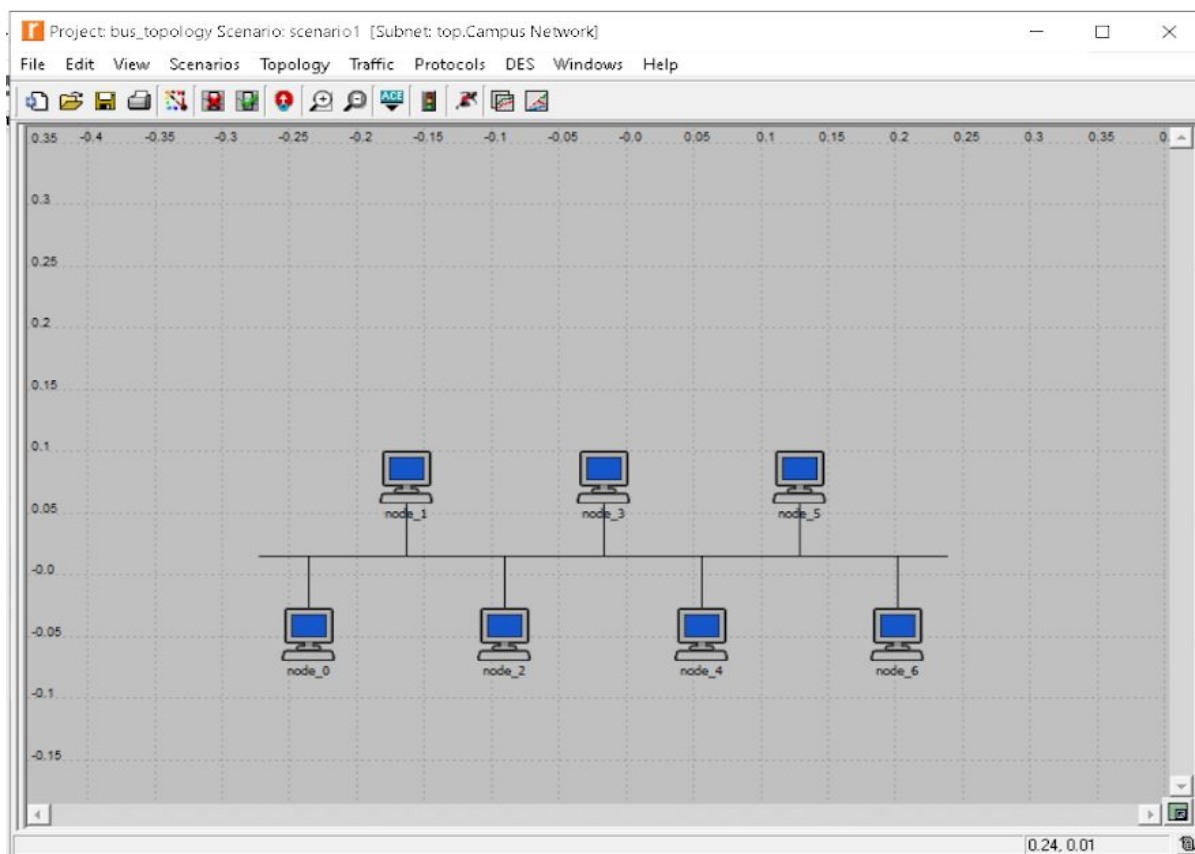 Project: bus_topology Scenario: scenario1 [Subnet: top.Campus Network]
File Edit View Scenarios Topology Traffic Protocols DES Windows Help
ACE
0.35 -0.4 -0.35 -0.3 -0.25 -0.2 -0.15 -0.1 -0.05 -0.0 0.05 0.1 0.15 0.2 0.25 0.3 0.35 0.
0.3
0.25
0.2
0.15
0.1
0.05
node_1 node_3 node_5
-0.0
-0.05
node_0 node_2 node_4 node_6
-0.1
-0.15
0.24, 0.01